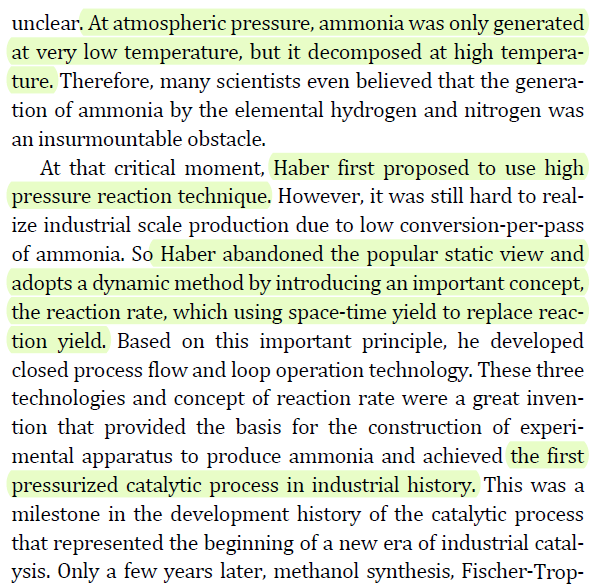 unclear. At atmospheric pressure, ammonia was only generated
at very low temperature, but it decomposed at high tempera-
ture. Therefore, many scientists even believed that the genera-
tion of ammonia by the elemental hydrogen and nitrogen was
an insurmountable obstacle.
At that critical moment, Haber first proposed to use high
pressure reaction technique. However, it was still hard to real-
ize industrial scale production due to low conversion-per-pass
of ammonia. So Haber abandoned the popular static view and
adopts a dynamic method by introducing an important concept,
the reaction rate, which using space-time yield to replace reac-
tion yield. Based on this important principle, he developed
closed process flow and loop operation technology. These three
technologies and concept of reaction rate were a great inven-
tion that provided the basis for the construction of experi-
mental apparatus to produce ammonia and achieved the first
pressurized catalytic process in industrial history. This was a
milestone in the development history of the catalytic process
that represented the beginning of a new era of industrial catal-
ysis. Only a few years later, methanol synthesis, Fischer-Trop-